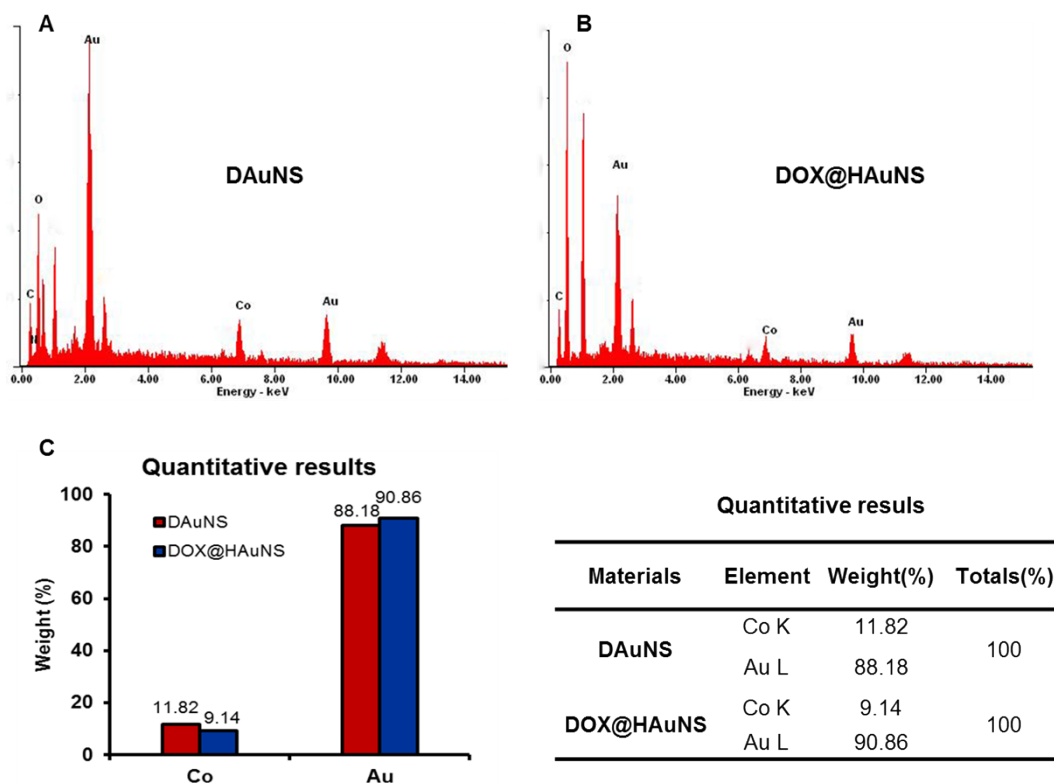 A
Au
DAuNS
O
C
N
Co
Au
0.00 2.00 4.00 6.00 8.00 10.00 12.00 14.00
Energy - keV
B
O
Au
DOX@HAuNS
C
Co
Au
0.00 2.00 4.00 6.00 8.00 10.00 12.00 14.00
Energy - keV
C
Quantitative results
Weight (%)
100
80
60
40
20
0
DAuNS
DOX@HAuNS
11.82
9.14
88.18
90.86
Co Au
Quantitative resuls
Materials Element Weight(%) Totals(%)
DAuNS
Co K 11.82
Au L 88.18
100
DOX@HAuNS
Co K 9.14
Au L 90.86
100